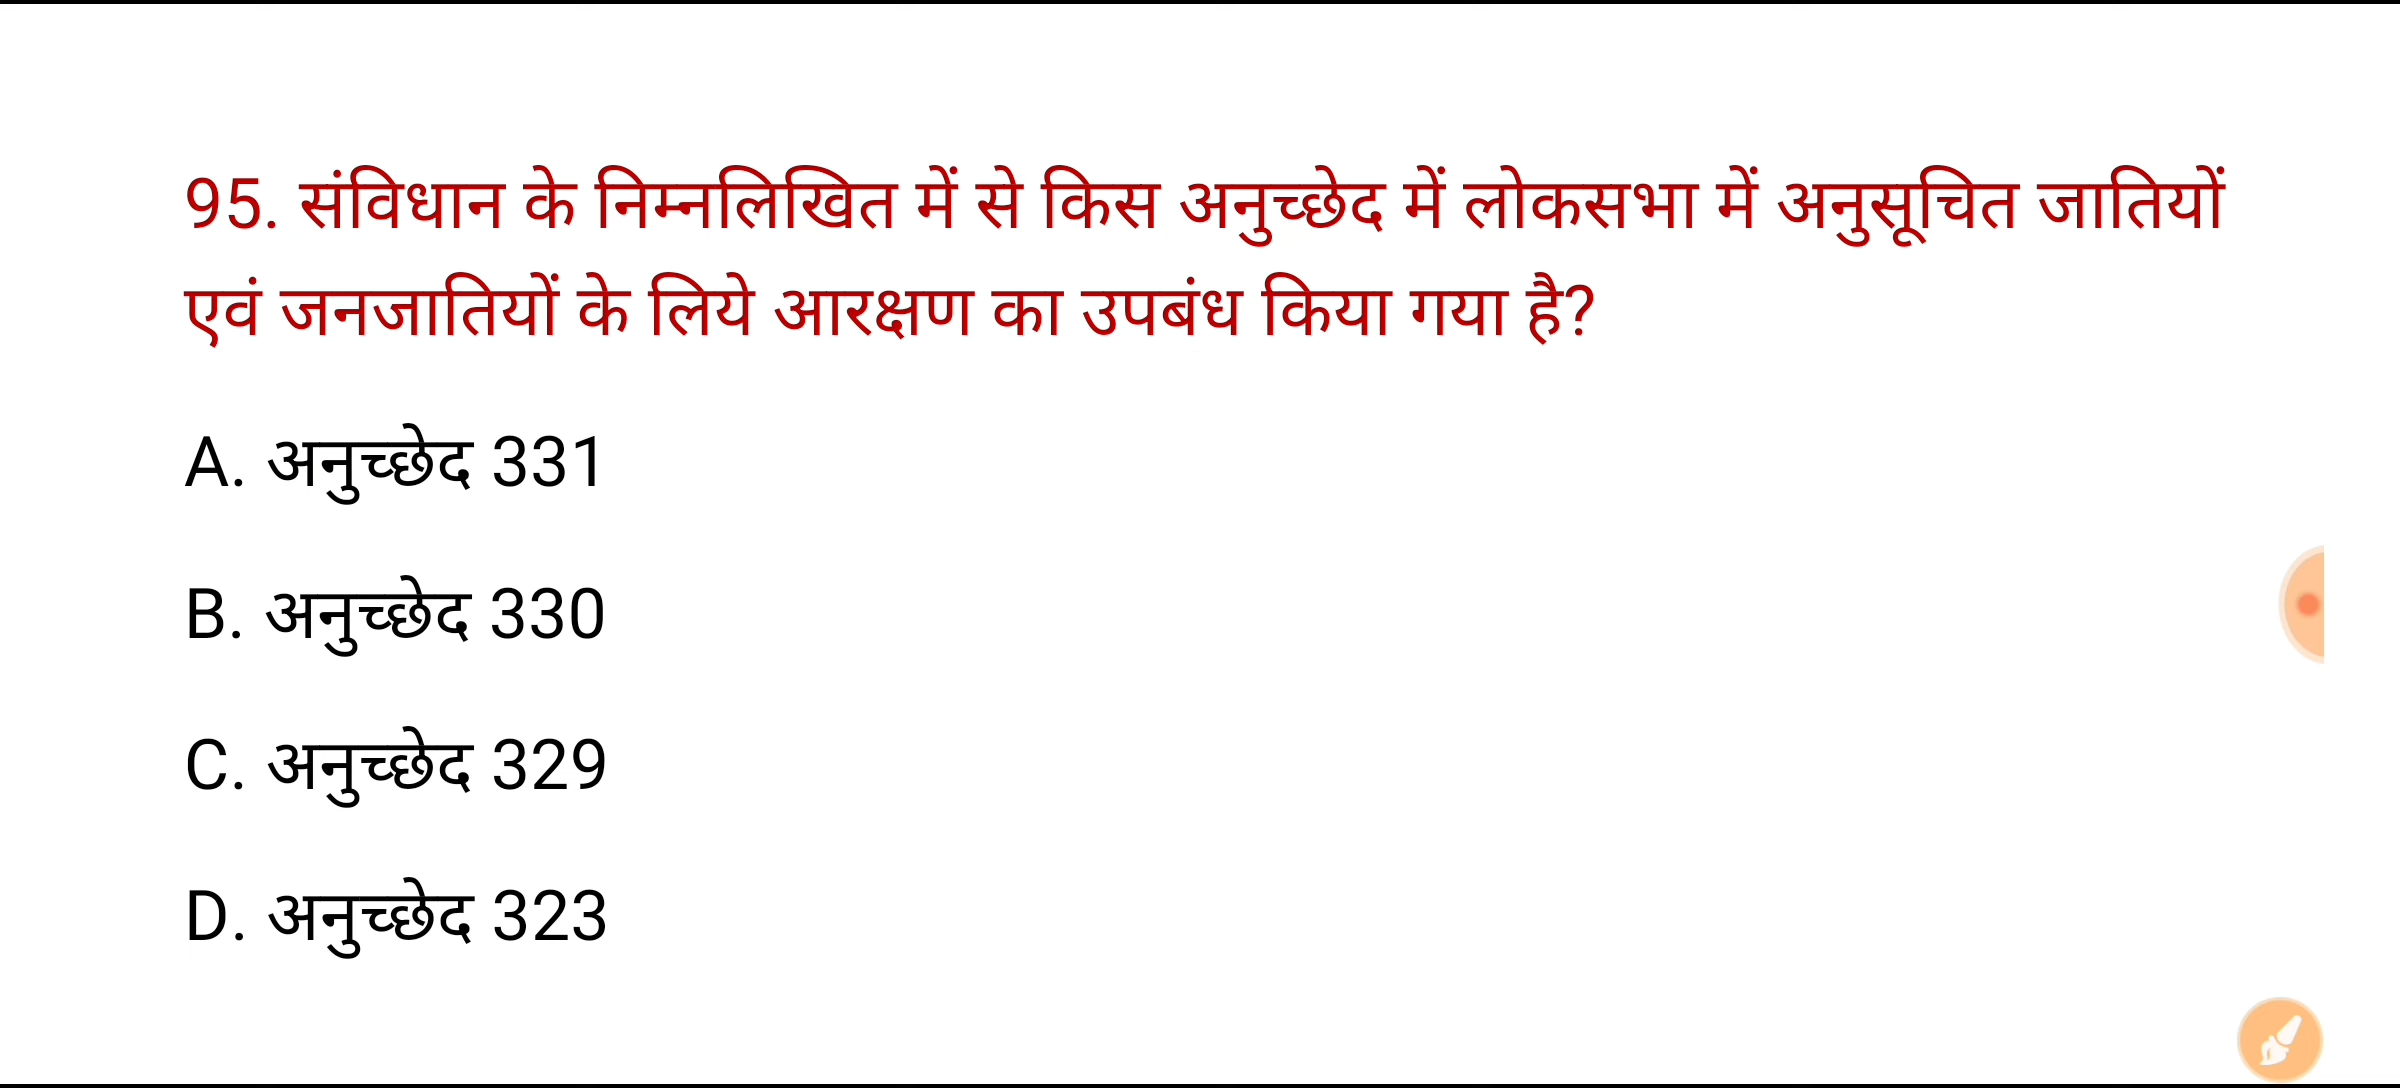 95. संविधान के निम्नलिखित में से किस अनुच्छेद में लोकसभा में अनुसूचित जातियों
एवं जनजातियों के लिये आरक्षण का उपबंध किया गया है?
A. अनुच्छेद 331
B. अनुच्छेद 330
C. अनुच्छेद 329
D. अनुच्छेद 323